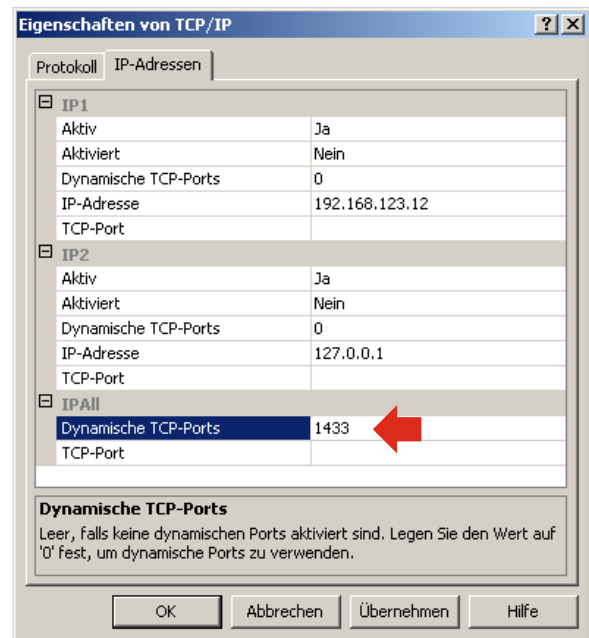 Eigenschaften von TCP/IP
Protokoll IP-Adressen
IP1
Aktiv Ja
Aktiviert Nein
Dynamische TCP-Ports 0
IP-Adresse 192.168.123.12
TCP-Port
IP2
Aktiv Ja
Aktiviert Nein
Dynamische TCP-Ports 0
IP-Adresse 127.0.0.1
TCP-Port
IPAll
Dynamische TCP-Ports 1433
TCP-Port
Dynamische TCP-Ports
Leer, falls keine dynamischen Ports aktiviert sind. Legen Sie den Wert auf
'0' fest, um dynamische Ports zu verwenden.
OK Abbrechen Übernehmen Hilfe